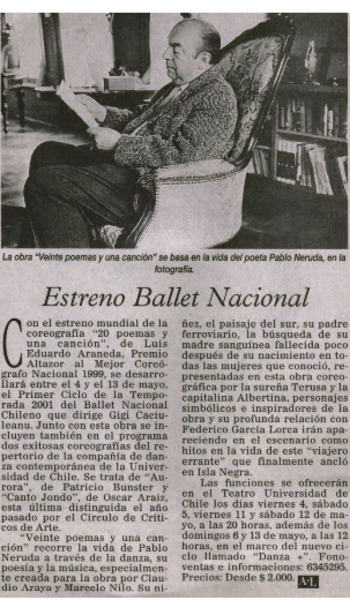 La obra "Veinte poemas y una canción" se basa en la vida del poeta Pablo Neruda, en la
fotografía.
Estreno Ballet Nacional
Con el estreno mundial de la
coreografía "20 poemas y
una canción", de Luis
Eduardo Araneda, Premio
Altazor al Mejor Coreó-
grafo Nacional 1999, se desarro-
llará entre el 4 y el 13 de mayo,
el Primer Ciclo de la Tempora-
da 2001 del Ballet Nacional
Chileno que dirige Gigi Caciu-
leanu. Junto con esta obra se in-
cluyen también en el programa
dos exitosas coreografías del re-
pertorio de la compañía de dan-
za contemporánea de la Univer-
sidad de Chile. Se trata de "Au-
rora", de Patricio Bunster y
"Canto Jondo", de Oscar Araiz,
esta última distinguida el año
pasado por el Círculo de Críti-
cos de Arte.
"Veinte poemas y una can-
ción" recorre la vida de Pablo
Neruda a través de la danza, su
poesía y la música, especialmen-
te creada para la obra por Clau-
dio Araya y Marcelo Nilo. Su ni-
ñez, el paisaje del sur, su padre
ferroviario, la búsqueda de su
madre sanguínea fallecida poco
después de su nacimiento en to-
das las mujeres que conoció, re-
presentadas en esta obra coreo-
gráfica por la sureña Terusa y la
capitalina Albertina, personajes
simbólicos e inspiradores de la
obra y su profunda relación con
Federico García Lorca irán apa-
reciendo en el escenario como
hitos en la vida de este "viajero
errante" que finalmente ancló
en Isla Negra.
Las funciones se ofrecerán
en el Teatro Universidad de
Chile los días viernes 4, sábado
5, viernes 11 y sábado 12 de ma-
yo, a las 20 horas, además de los
domingos 6 y 13 de mayo, a las 12
horas, en el marco del nuevo ci-
clo llamado "Danza +". Fono-
ventas e informaciones: 6345295.
Precios: Desde $ 2.000. A·L